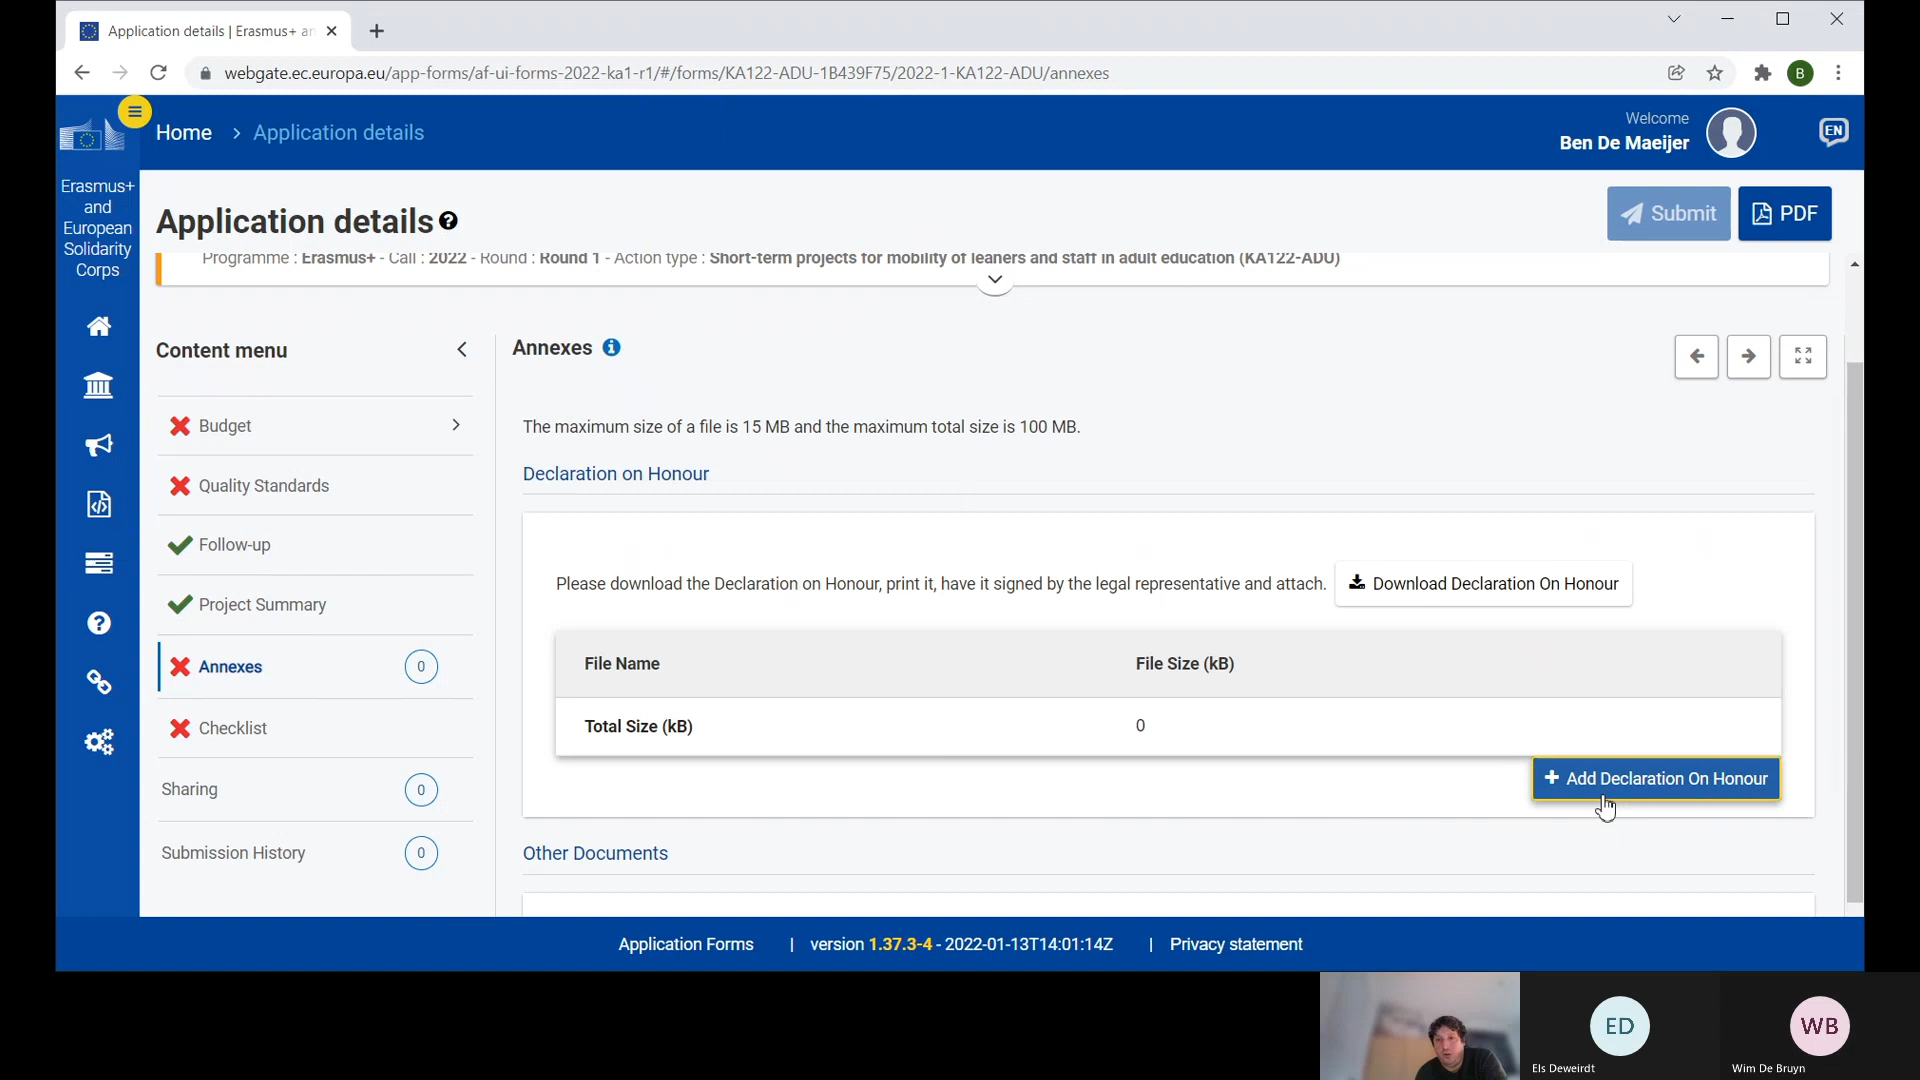 Application details | Erasmus+ an
webgate.ec.europa.eu/app-forms/af-ui-forms-2022-ka1-r1/#/forms/KA122-ADU-1B439F75/2022-1-KA122-ADU/annexes
B
Home > Application details
Welcome
Ben De Maeijer
EN
Erasmus+
and
European
Solidarity
Corps
Application details
Submit
PDF
Programme : Erasmus+ - Call : 2022 - Round : Round 1 - Action type : Short-term projects for mobility of leaners and staff in adult education (KA122-ADU)
Content menu
Budget
Quality Standards
Follow-up
Project Summary
Annexes 0
Checklist
Sharing 0
Submission History 0
Annexes
The maximum size of a file is 15 MB and the maximum total size is 100 MB.
Declaration on Honour
Please download the Declaration on Honour, print it, have it signed by the legal representative and attach.
Download Declaration On Honour
File Name File Size (kB)
Total Size (kB) 0
+ Add Declaration On Honour
Other Documents
Application Forms | version 1.37.3-4 - 2022-01-13T14:01:14Z | Privacy statement
ED
Els Deweirdt
WB
Wim De Bruyn